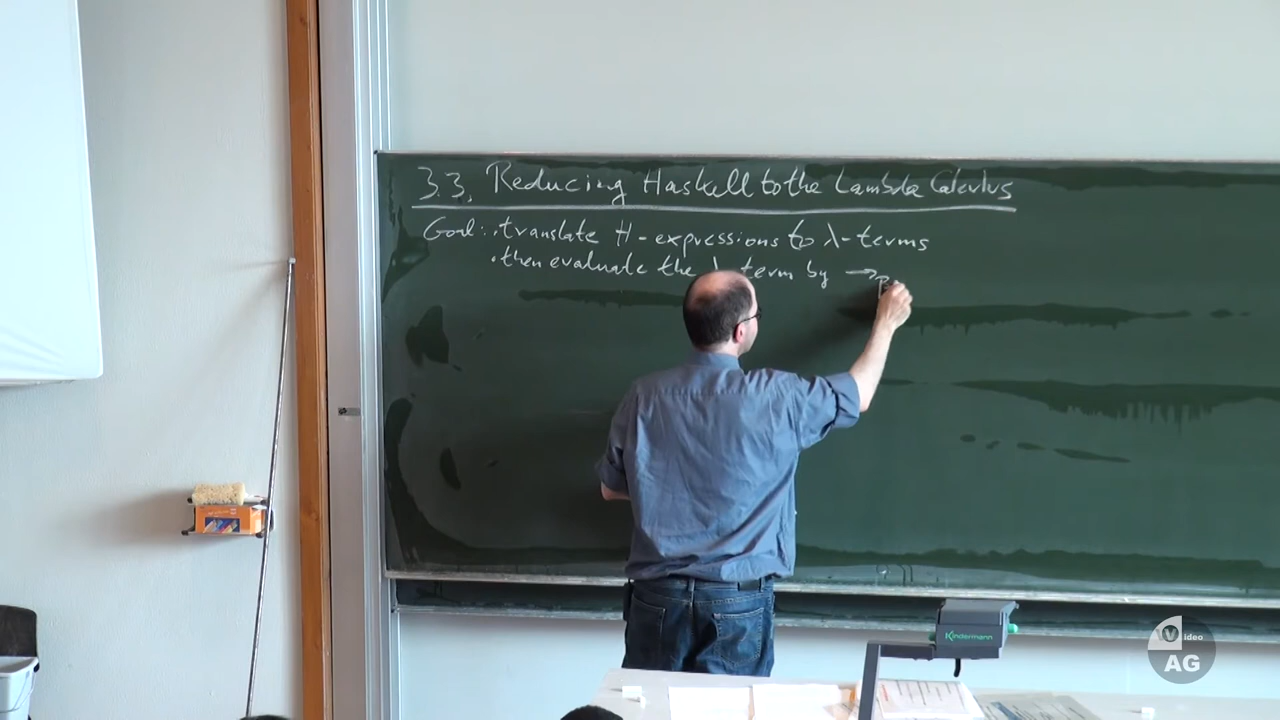 3.3. Reducing Haskell to the Lambda Calculus
Goal: • translate H-expressions to λ-terms
• then evaluate the λ-term by →β
Kindermann
Video
AG